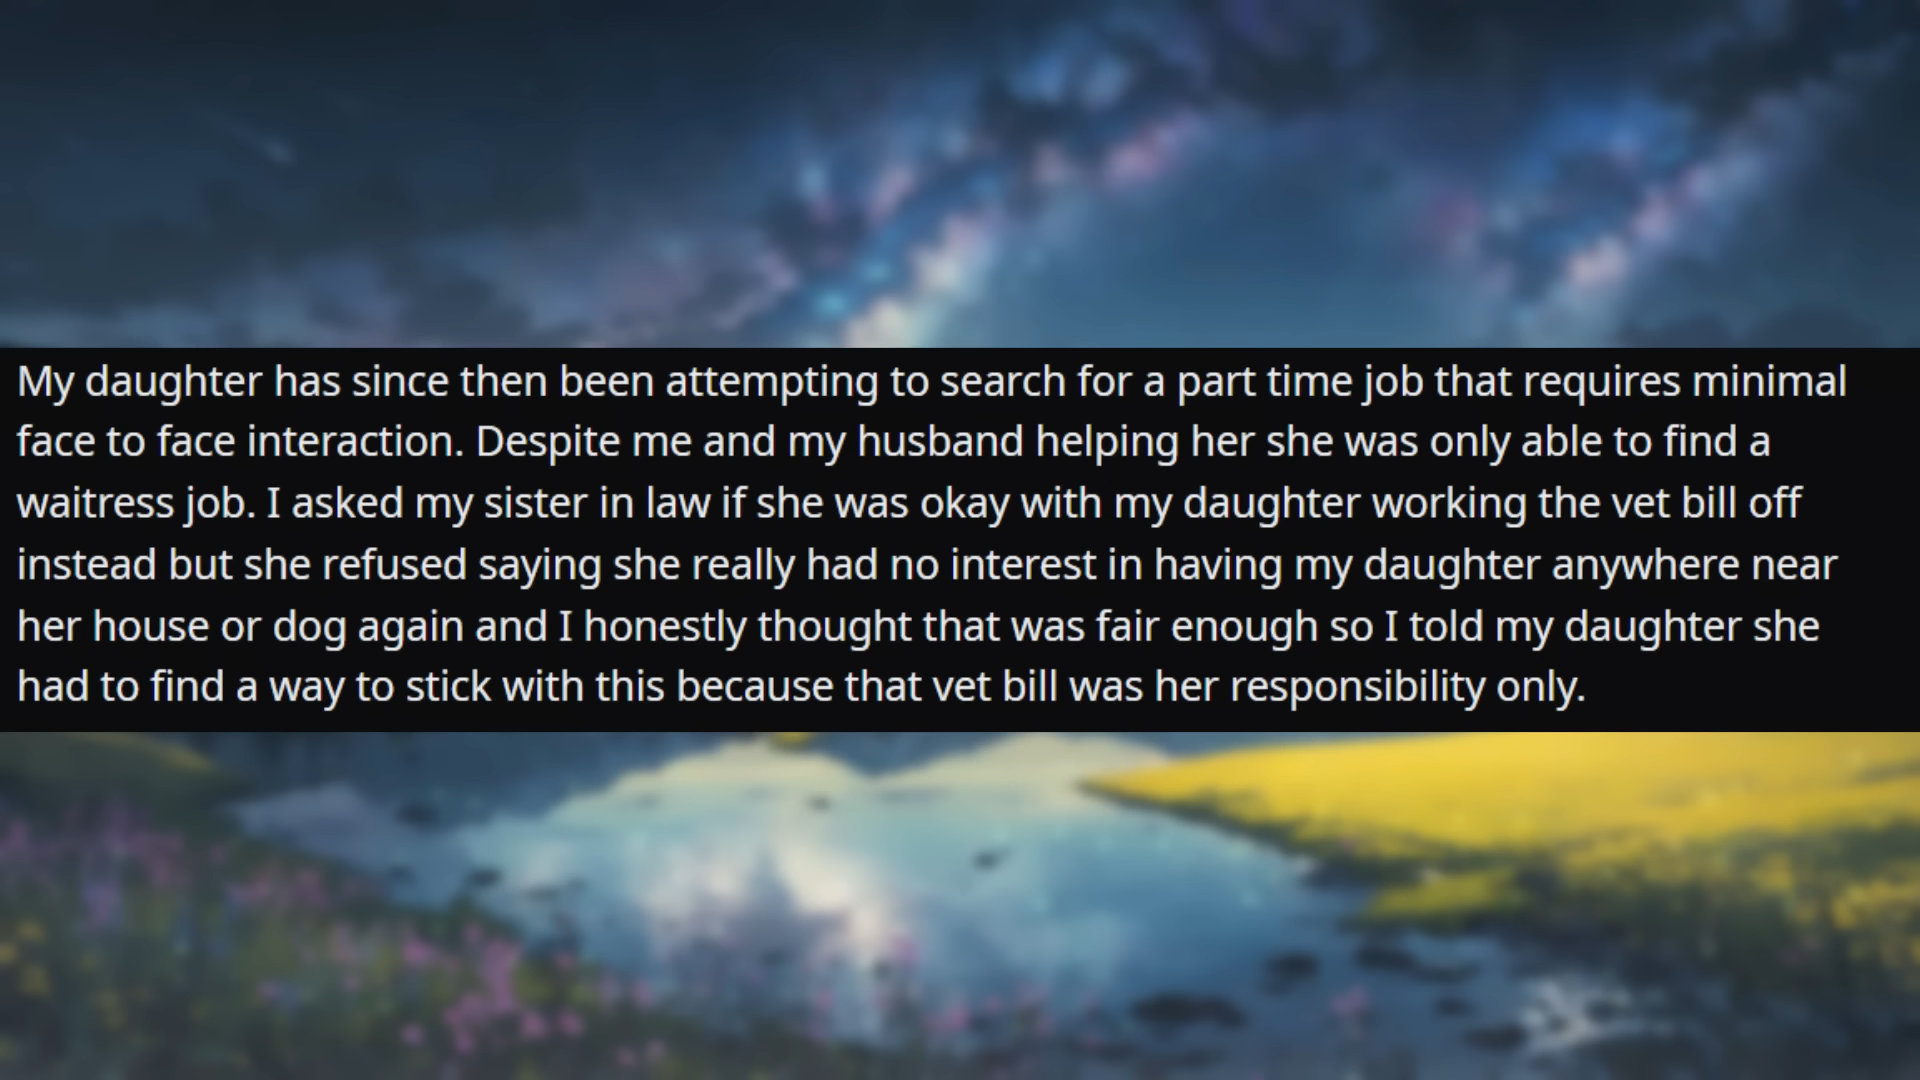 My daughter has since then been attempting to search for a part time job that requires minimal
face to face interaction. Despite me and my husband helping her she was only able to find a
waitress job. I asked my sister in law if she was okay with my daughter working the vet bill off
instead but she refused saying she really had no interest in having my daughter anywhere near
her house or dog again and I honestly thought that was fair enough so I told my daughter she
had to find a way to stick with this because that vet bill was her responsibility only.